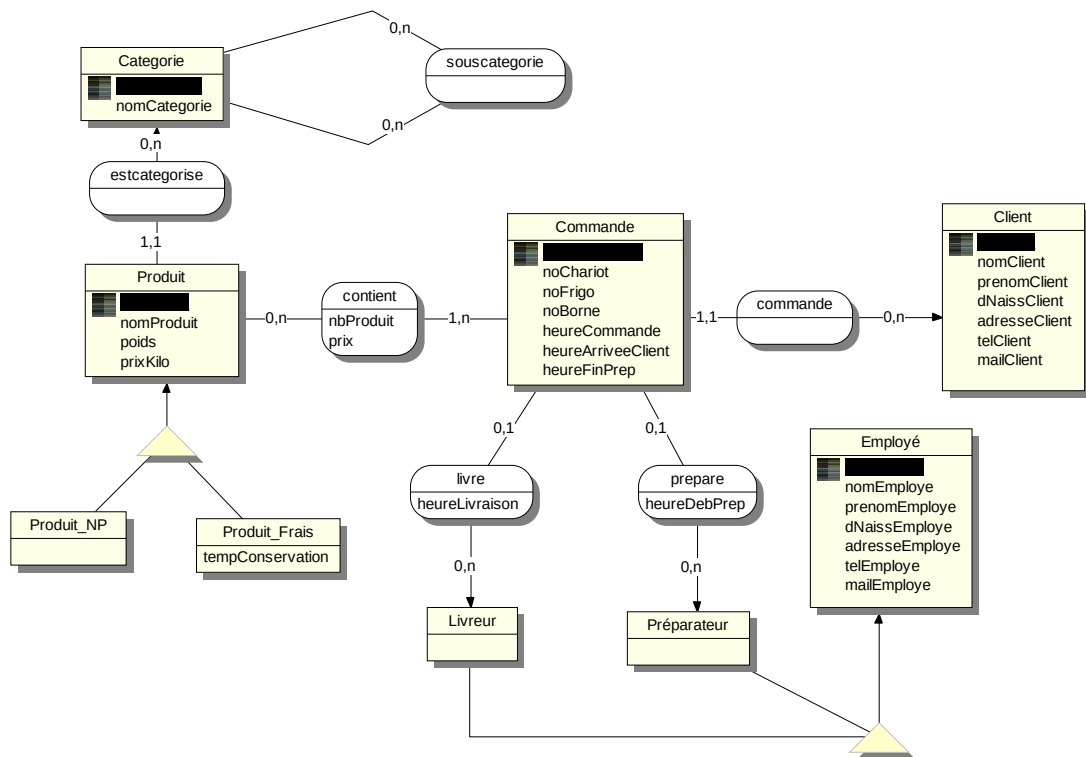 0,n
souscategorie
Categorie
nomCategorie
0,n
0,n
estcategorise
1,1
Produit
nomProduit
poids
prixKilo
0,n
contient
nbProduit
prix
1,n
Commande
noChariot
noFrigo
noBorne
heureCommande
heureArriveeClient
heureFinPrep
1,1
commande
0,n
Client
nomClient
prenomClient
dNaissClient
adresseClient
telClient
mailClient
0,1
0,1
livre
heureLivraison
prepare
heureDebPrep
Employé
nomEmploye
prenomEmploye
dNaissEmploye
adresseEmploye
telEmploye
mailEmploye
Produit_NP
Produit_Frais
tempConservation
0,n
0,n
Livreur
Préparateur